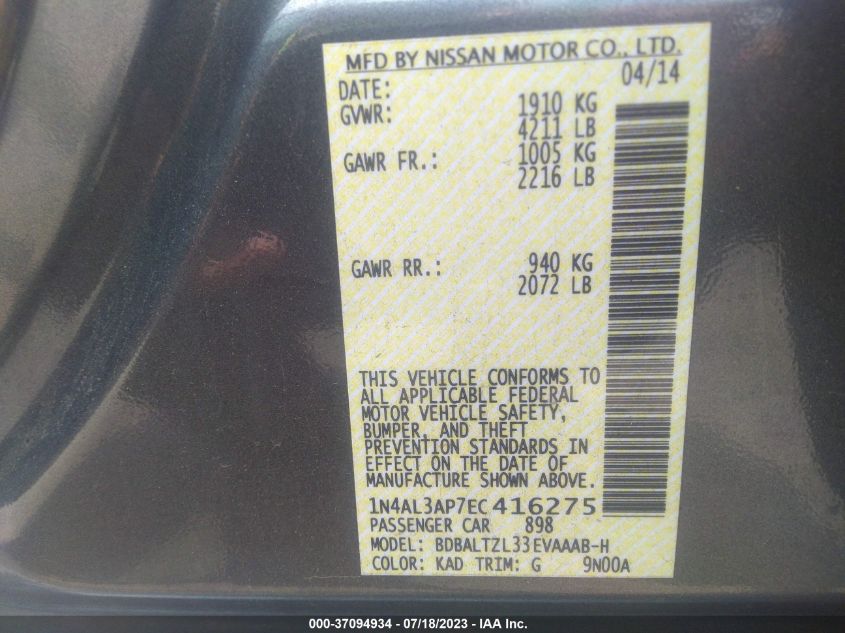 MFD BY NISSAN MOTOR CO., LTD.
DATE: 04/14
GVWR: 1910 KG
4211 LB
GAWR FR.: 1005 KG
2216 LB
GAWR RR.: 940 KG
2072 LB
THIS VEHICLE CONFORMS TO
ALL APPLICABLE FEDERAL
MOTOR VEHICLE SAFETY,
BUMPER, AND THEFT
PREVENTION STANDARDS IN
EFFECT ON THE DATE OF
MANUFACTURE SHOWN ABOVE.
1N4AL3AP7EC416275
PASSENGER CAR 898
MODEL: BDBALTZL33EVAAAB-H
COLOR: KAD TRIM: G 9N00A
000-37094934 - 07/18/2023 - IAA Inc.